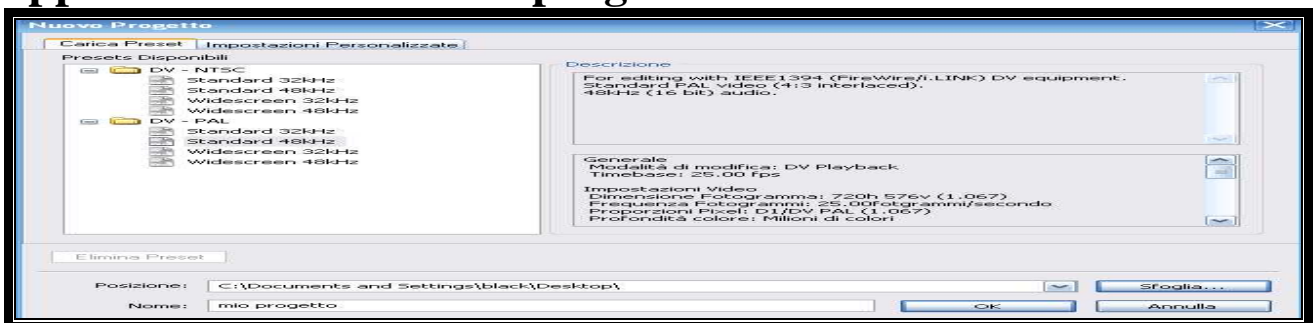 Nuovo Progetto
Carica Preset
Impostazioni Personalizzate
Presets Disponibili
DV - NTSC
Standard 32kHz
Standard 48kHz
Widescreen 32kHz
Widescreen 48kHz
DV - PAL
Standard 32kHz
Standard 48kHz
Widescreen 32kHz
Widescreen 48kHz
Descrizione
For editing with IEEE1394 (FireWire/i.LINK) DV equipment.
Standard PAL video (4:3 interlaced).
48kHz (16 bit) audio.
Generale
Modalità di modifica: DV Playback
Timebase: 25.00 fps
Impostazioni Video
Dimensione Fotogramma: 720h 576v (1.067)
Frequenza Fotogrammi: 25.00fotgrammi/secondo
Proporzioni Pixel: D1/DV PAL (1.067)
Profondità colore: Milioni di colori
Elimina Preset
Posizione: C:\Documents and Settings\black\Desktop\
Sfoglia...
Nome: mio progetto
OK
Annulla